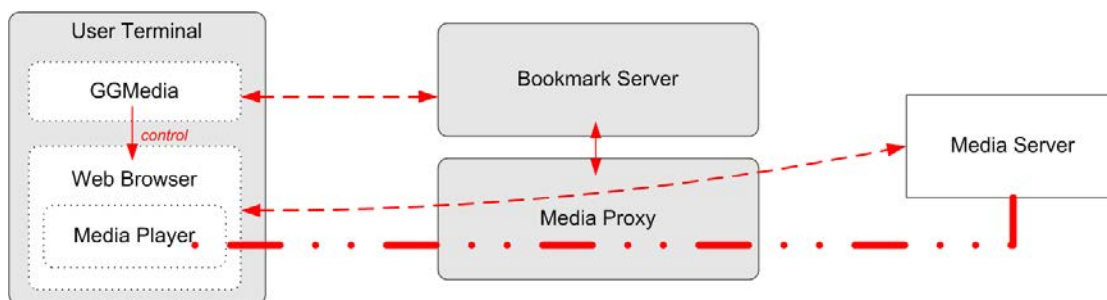 User Terminal
GGMedia
control
Web Browser
Media Player
Bookmark Server
Media Proxy
Media Server